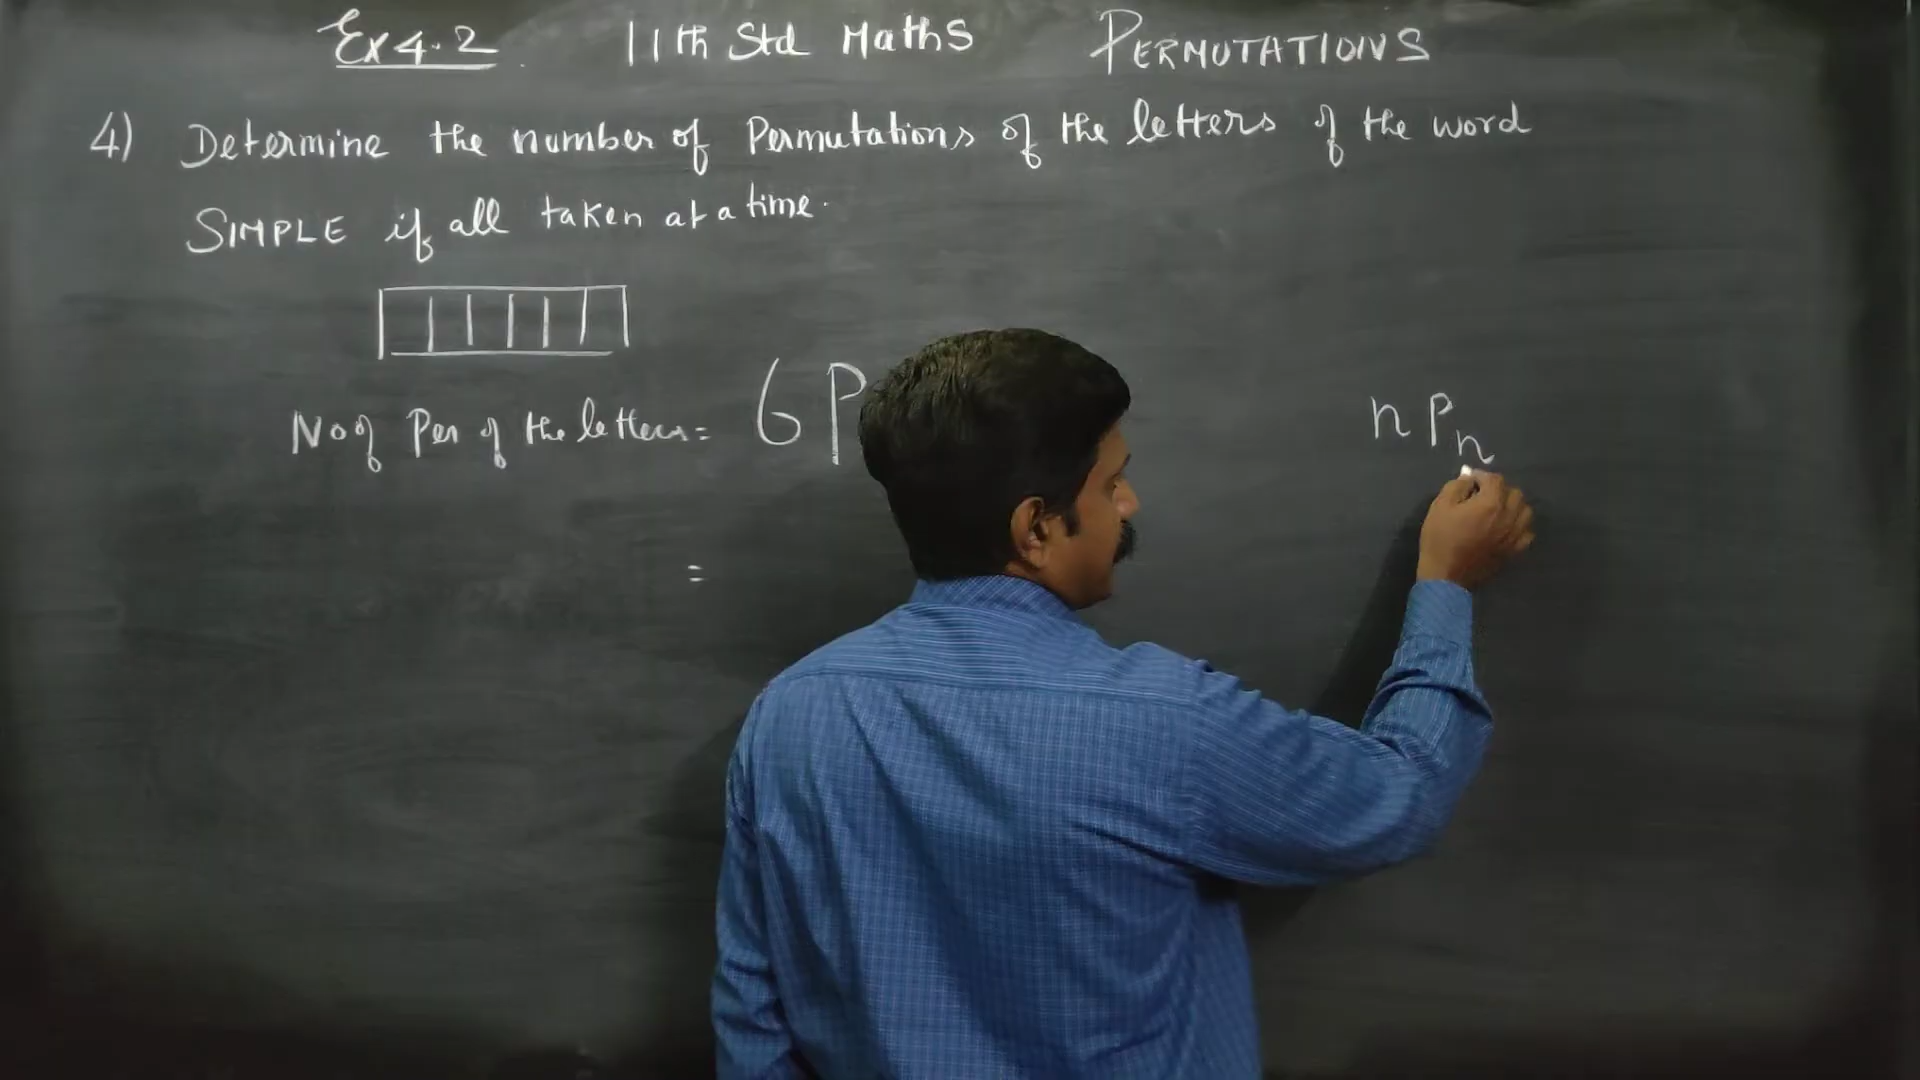 Ex 4.2 11th Std Maths PERMUTATIONS
4) Determine the number of Permutations of the letters of the word
SIMPLE if all taken at a time.
No of Per of the letters = 6P
nPn
=